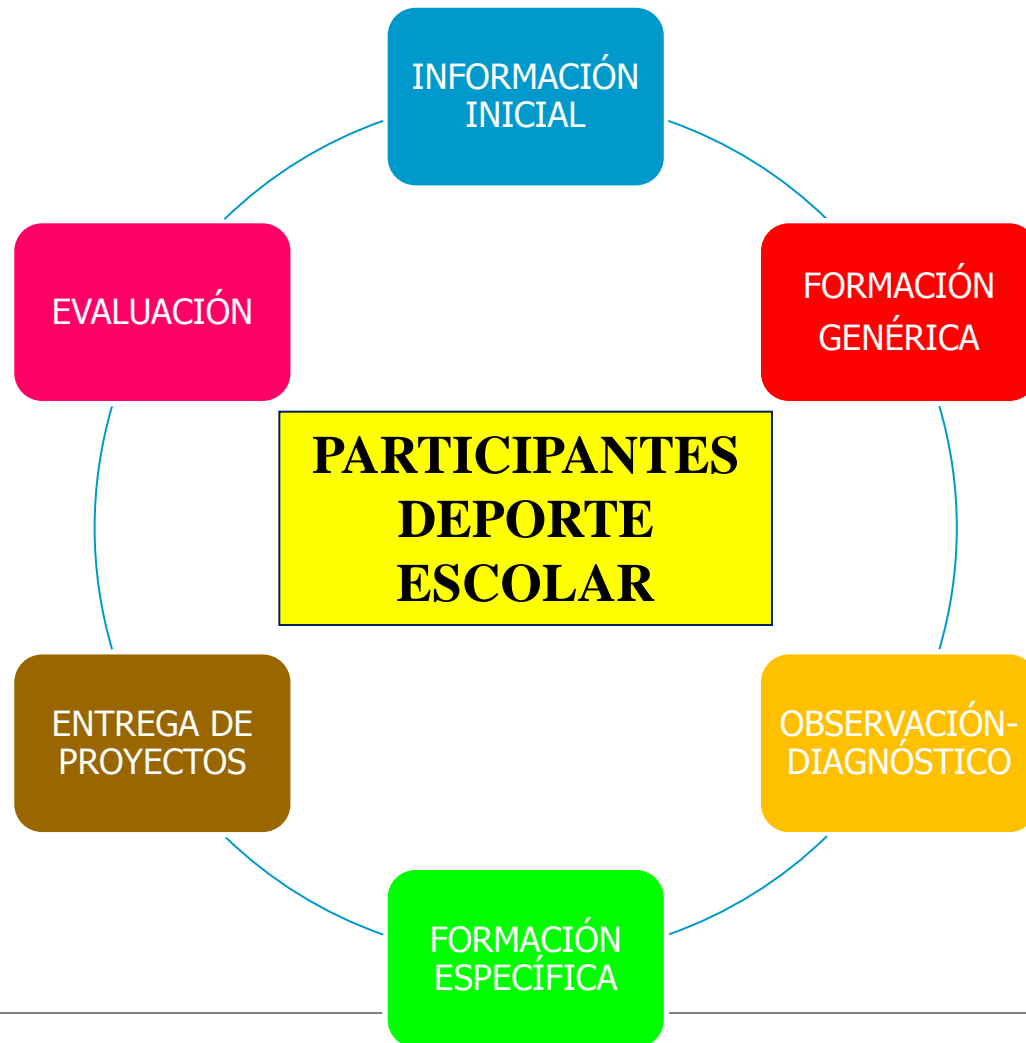 INFORMACIÓN
INICIAL
FORMACIÓN
GENÉRICA
OBSERVACIÓN-
DIAGNÓSTICO
FORMACIÓN
ESPECÍFICA
ENTREGA DE
PROYECTOS
EVALUACIÓN
PARTICIPANTES
DEPORTE
ESCOLAR